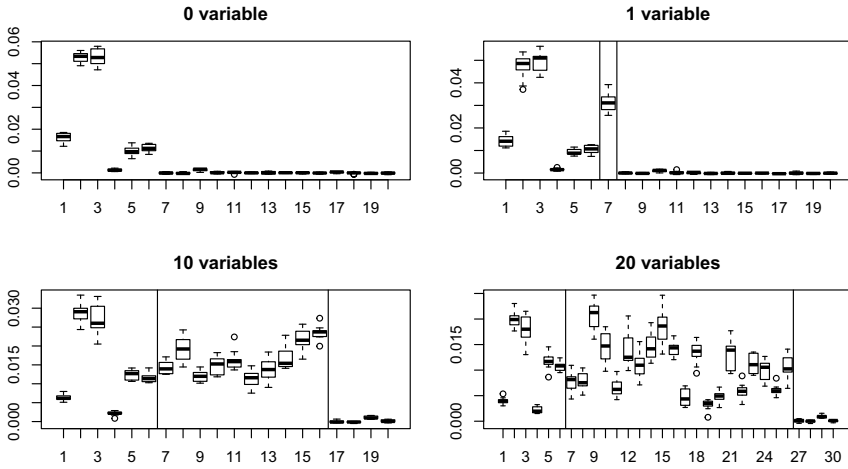 0 variable
0.00 0.02 0.04 0.06
1 3 5 7 9 11 13 15 17 19
1 variable
0.00 0.02 0.04
1 3 5 7 9 11 13 15 17 19
10 variables
0.000 0.015 0.030
1 3 5 7 9 11 13 15 17 19
20 variables
0.000 0.015
1 3 5 7 9 12 15 18 21 24 27 30